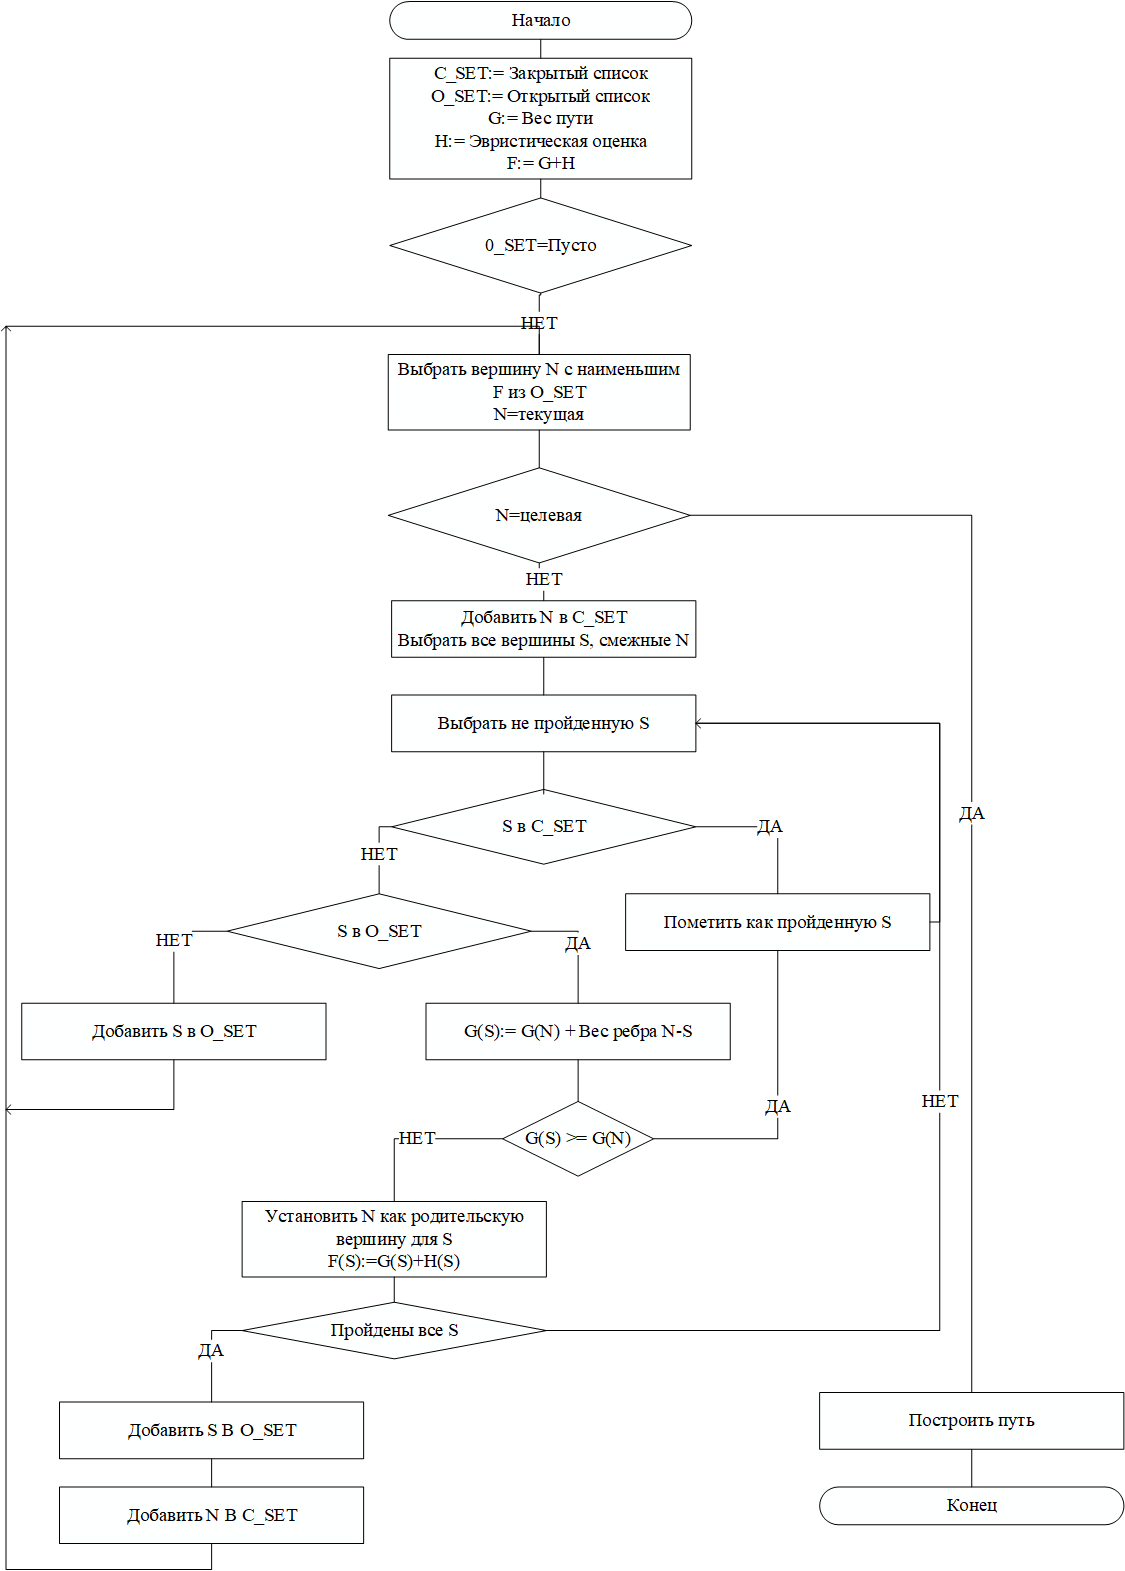 Начало
C_SET:= Закрытый список
O_SET:= Открытый список
G:= Вес пути
H:= Эвристическая оценка
F:= G+H
0_SET=Пусто
НЕТ
Выбрать вершину N с наименьшим
F из O_SET
N=текущая
N=целевая
НЕТ
Добавить N в C_SET
Выбрать все вершины S, смежные N
Выбрать не пройденную S
ДА
S в C_SET
ДА
НЕТ
Пометить как пройденную S
S в O_SET
НЕТ
ДА
Добавить S в O_SET
G(S):= G(N) + Вес ребра N-S
НЕТ
ДА
G(S) >= G(N)
НЕТ
Установить N как родительскую
вершину для S
F(S):=G(S)+H(S)
Пройдены все S
ДА
Построить путь
Добавить S В O_SET
Конец
Добавить N В C_SET